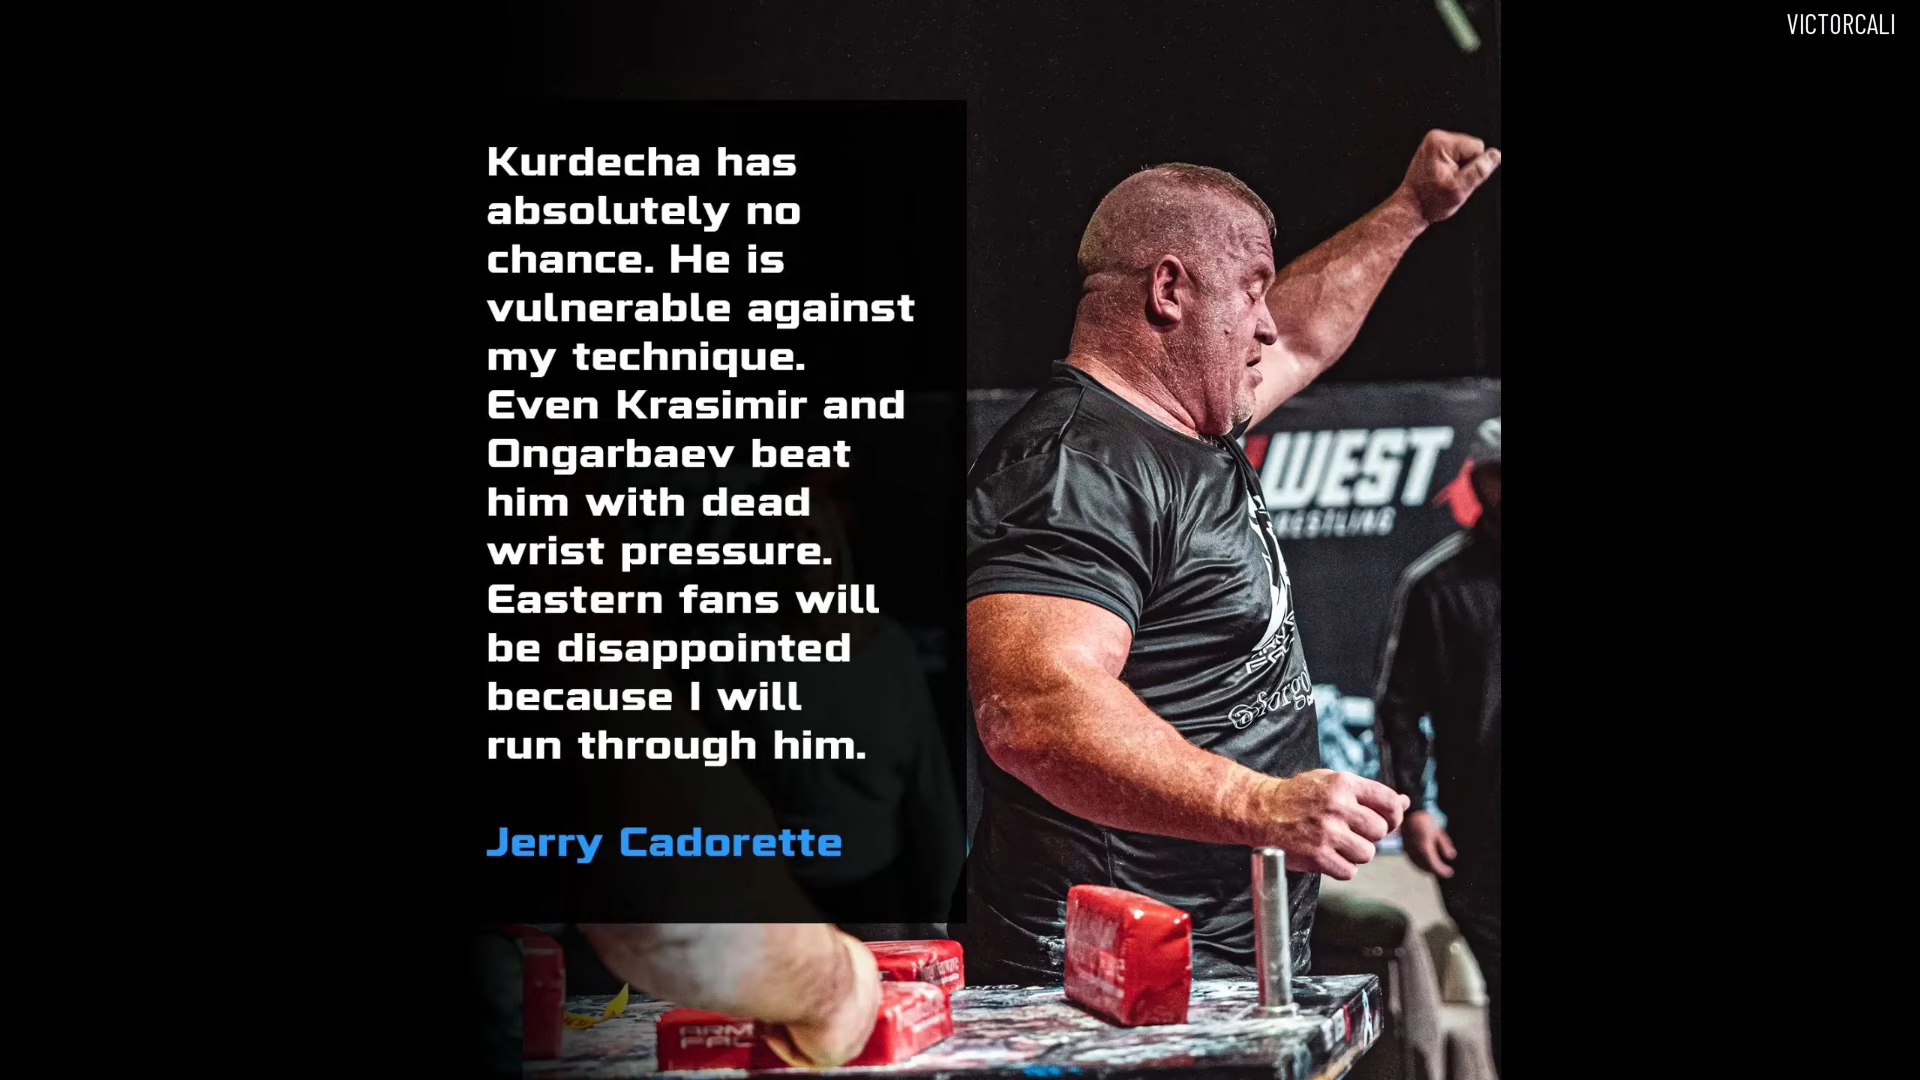 VICTORCALI
Kurdecha has
absolutely no
chance. He is
vulnerable against
my technique.
Even Krasimir and
Ongarbaev beat
him with dead
wrist pressure.
Eastern fans will
be disappointed
because I will
run through him.
Jerry Cadorette
WEST
ARM